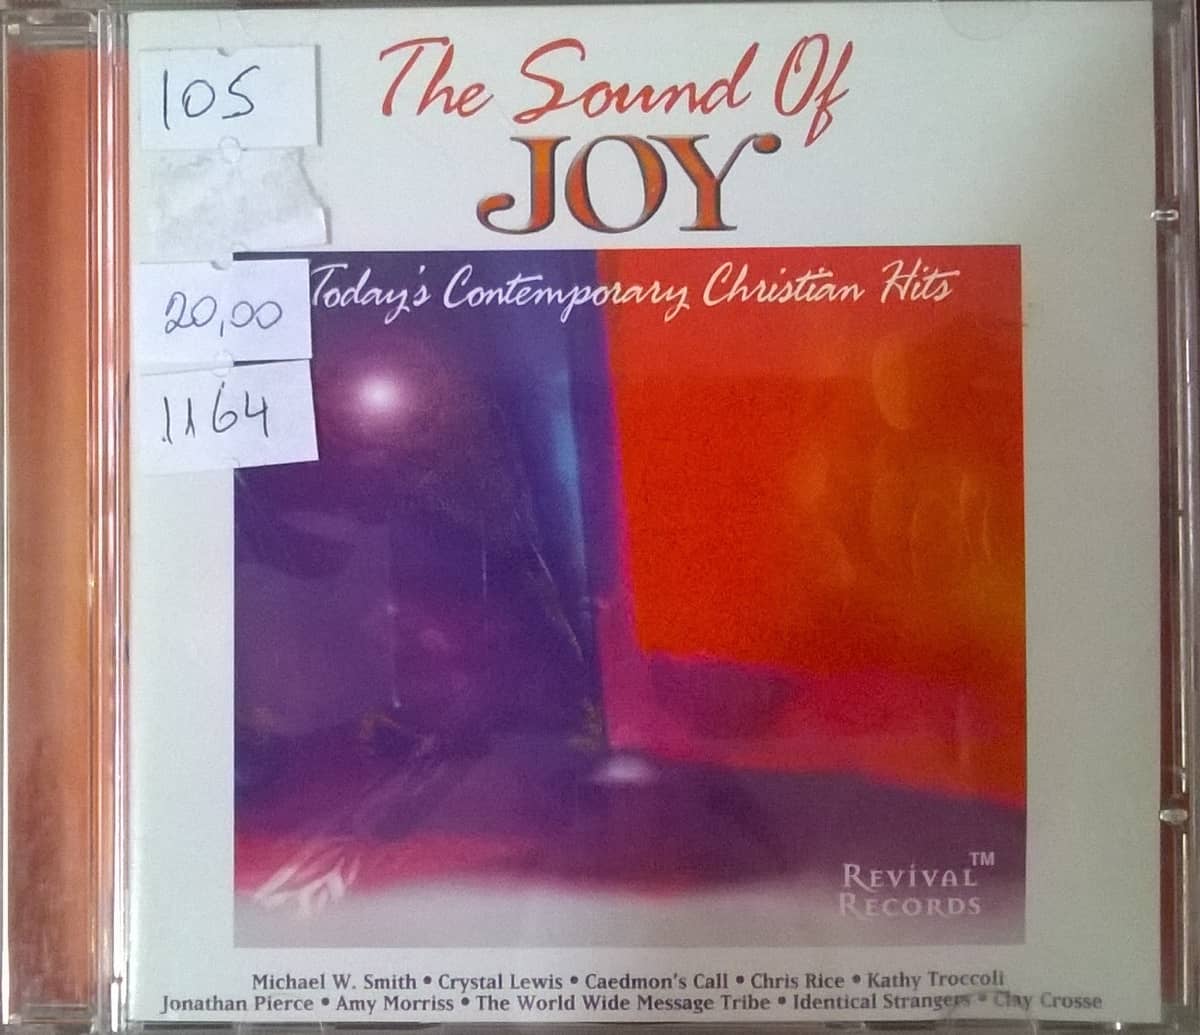 105
The Sound Of
JOY
20,00
1164
Today's Contemporary Christian Hits
REVIVAL™
RECORDS
Michael W. Smith • Crystal Lewis • Caedmon's Call • Chris Rice • Kathy Troccoli
Jonathan Pierce • Amy Morriss • The World Wide Message Tribe • Identical Strangers • Clay Crosse